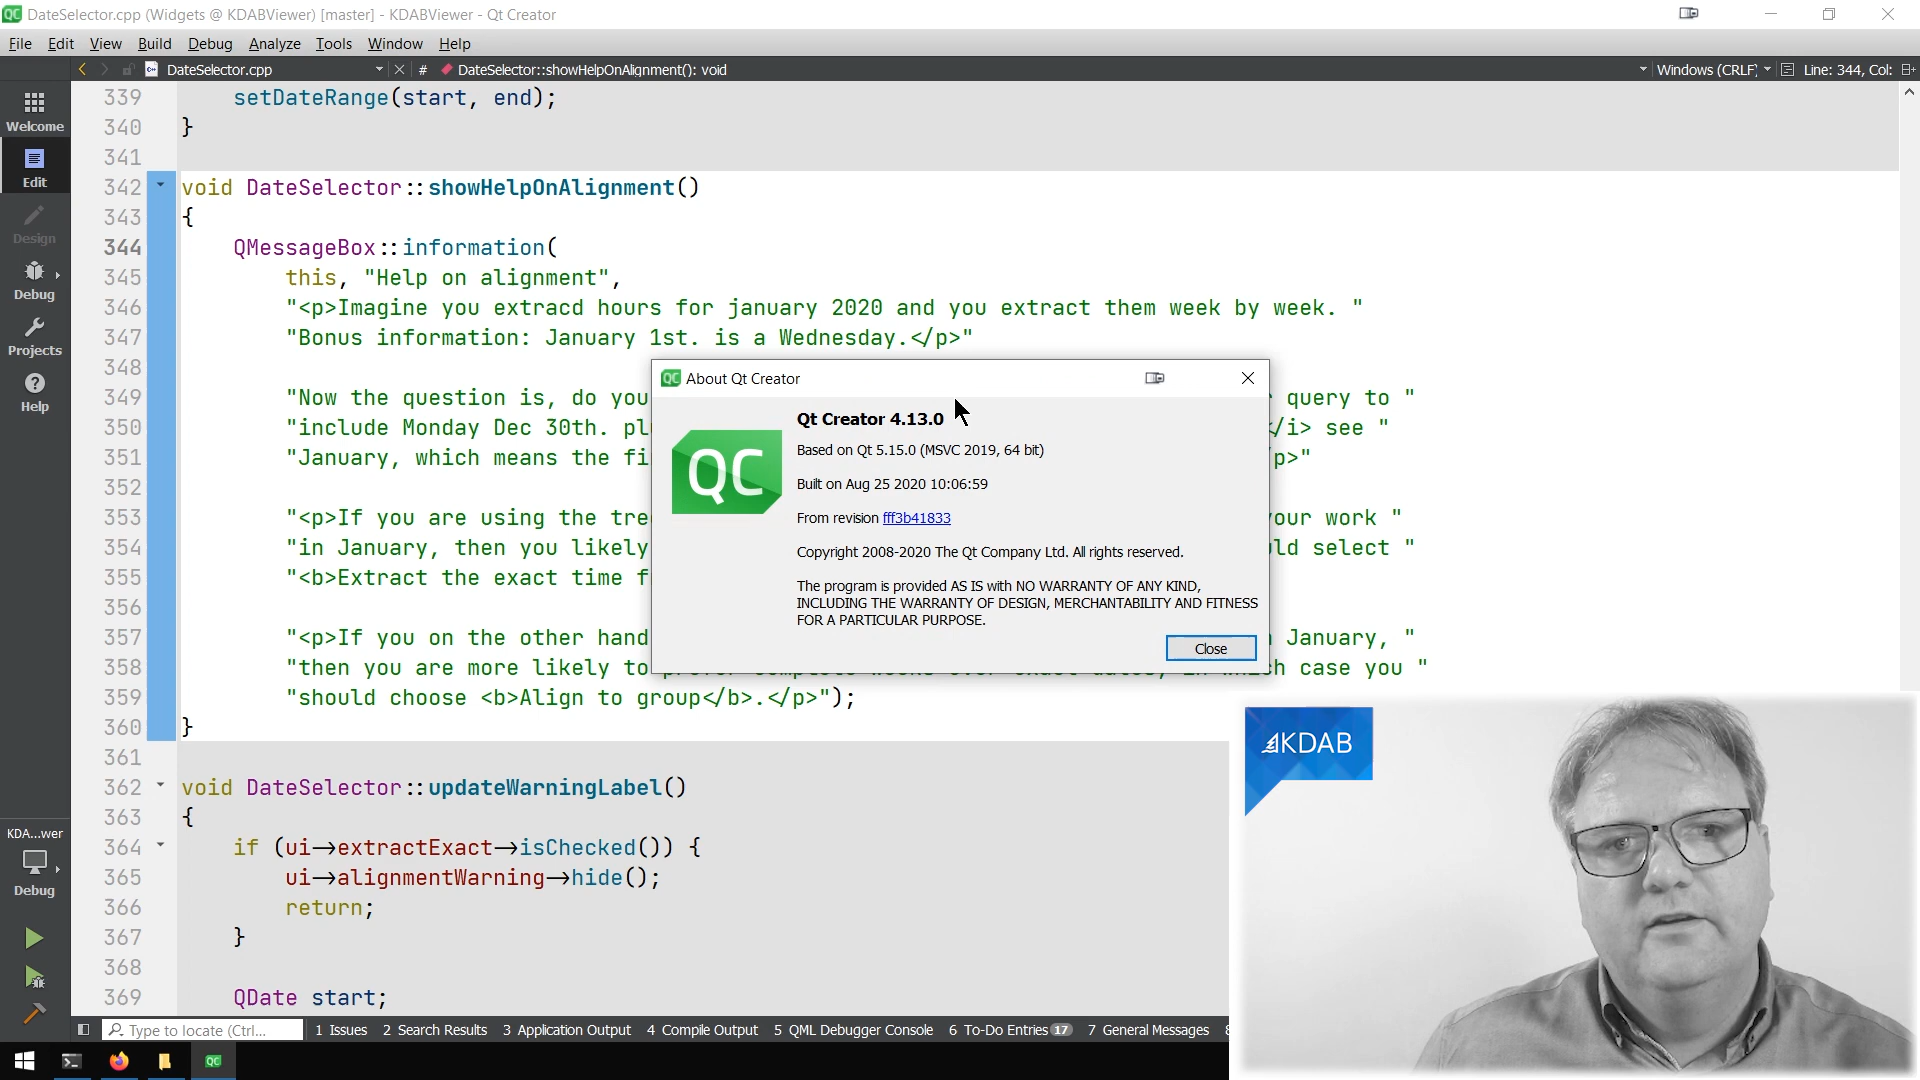 DateSelector.cpp (Widgets @ KDABViewer) [master] - KDABViewer - Qt Creator
File Edit View Build Debug Analyze Tools Window Help
DateSelector.cpp # DateSelector::showHelpOnAlignment(): void Windows (CRLF) Line: 344, Col:
Welcome
Edit
Design
Debug
Projects
Help
KDA...wer
Debug
339 setDateRange(start, end);
340 }
341
342 void DateSelector::showHelpOnAlignment()
343 {
344 QMessageBox::information(
345 this, "Help on alignment",
346 "<p>Imagine you extracd hours for january 2020 and you extract them week by week. "
347 "Bonus information: January 1st. is a Wednesday.</p>"
348
349 "Now the question is, do you query to "
350 "include Monday Dec 30th. pl /i> see "
351 "January, which means the fi p>"
352
353 "<p>If you are using the tre our work "
354 "in January, then you likely ld select "
355 "<b>Extract the exact time f
356
357 "<p>If you on the other hand January, "
358 "then you are more likely to prefer complete weeks over exact dates, in which case you "
359 "should choose <b>Align to group</b>.</p>");
360 }
361
362 void DateSelector::updateWarningLabel()
363 {
364 if (ui->extractExact->isChecked()) {
365 ui->alignmentWarning->hide();
366 return;
367 }
368
369 QDate start;
About Qt Creator
QC
Qt Creator 4.13.0
Based on Qt 5.15.0 (MSVC 2019, 64 bit)
Built on Aug 25 2020 10:06:59
From revision fff3b41833
Copyright 2008-2020 The Qt Company Ltd. All rights reserved.
The program is provided AS IS with NO WARRANTY OF ANY KIND,
INCLUDING THE WARRANTY OF DESIGN, MERCHANTABILITY AND FITNESS
FOR A PARTICULAR PURPOSE.
Close
KDAB
Type to locate (Ctrl... 1 Issues 2 Search Results 3 Application Output 4 Compile Output 5 QML Debugger Console 6 To-Do Entries 17 7 General Messages 8